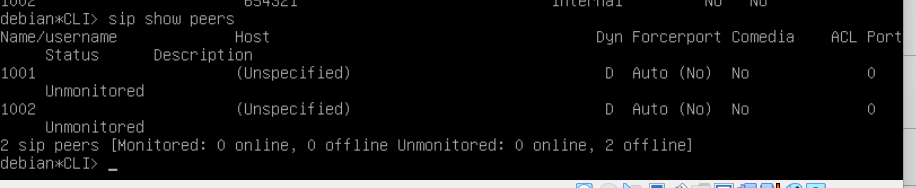 1002 654321 internal No No
debian*CLI> sip show peers
Name/username Host Dyn Forcerport Comedia ACL Port
Status Description
1001 (Unspecified) D Auto (No) No 0
Unmonitored
1002 (Unspecified) D Auto (No) No 0
Unmonitored
2 sip peers [Monitored: 0 online, 0 offline Unmonitored: 0 online, 2 offline]
debian*CLI> _